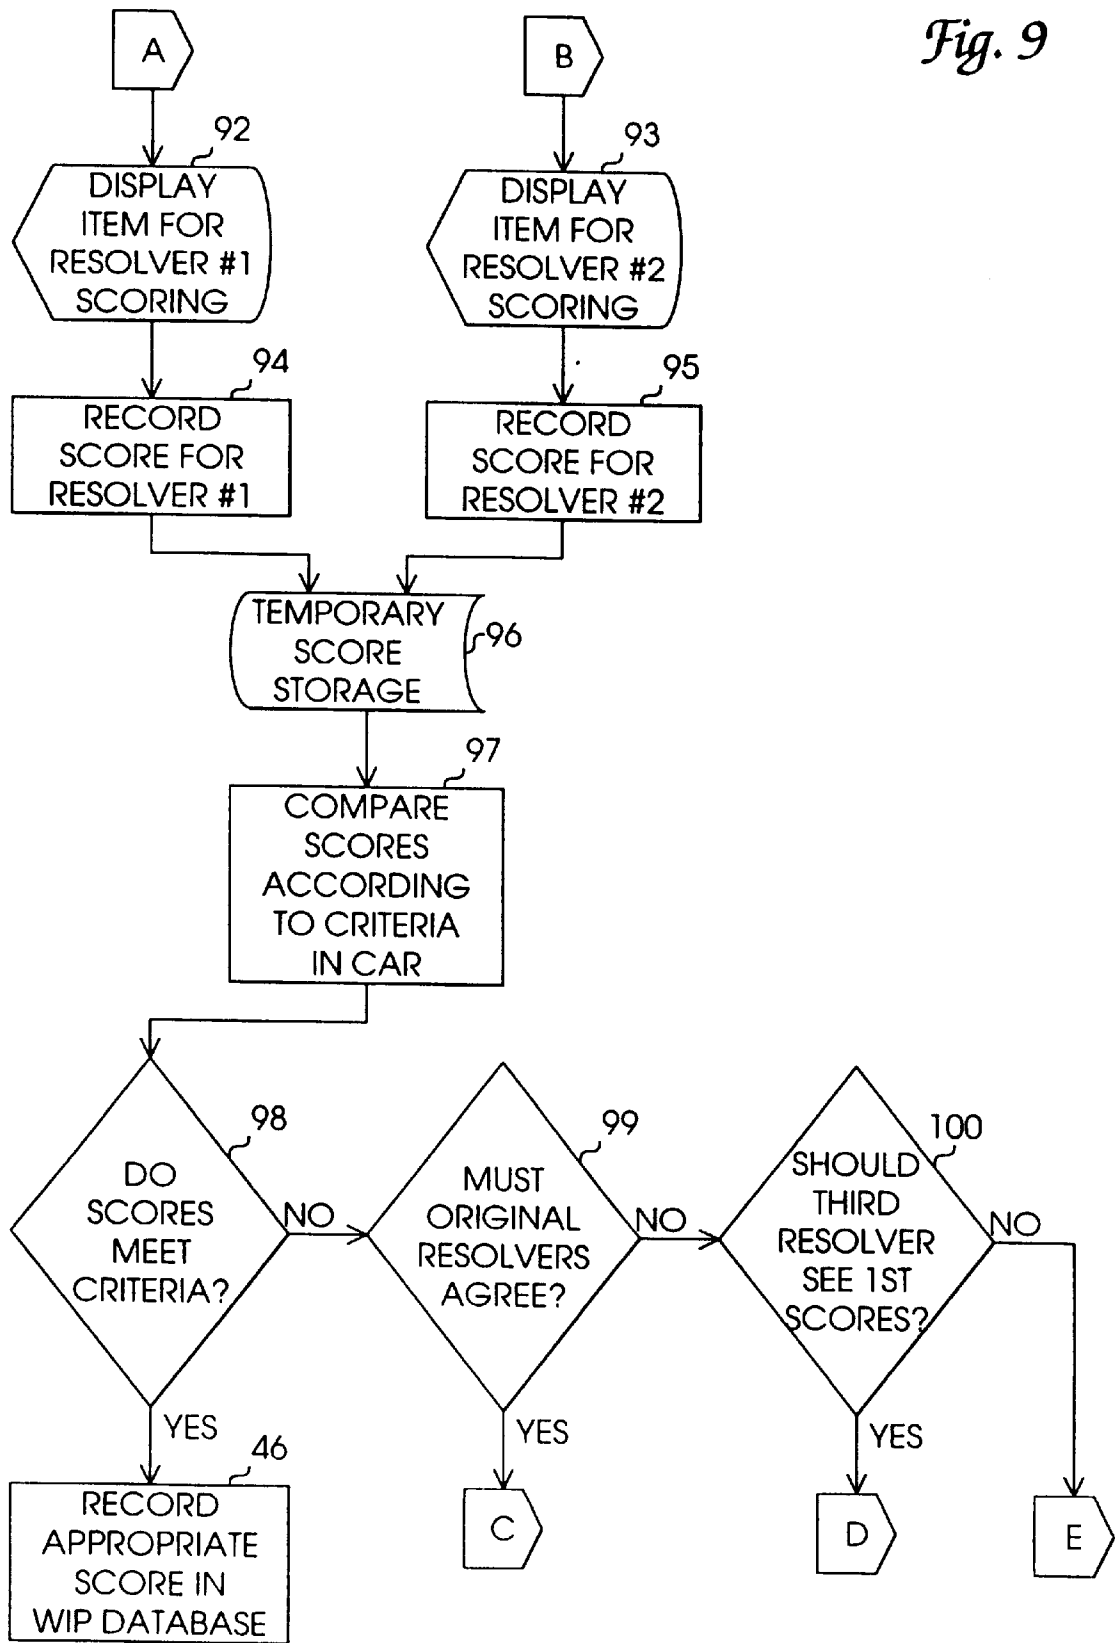 Fig. 9
A
B
92
DISPLAY
ITEM FOR
RESOLVER #1
SCORING
93
DISPLAY
ITEM FOR
RESOLVER #2
SCORING
94
RECORD
SCORE FOR
RESOLVER #1
95
RECORD
SCORE FOR
RESOLVER #2
TEMPORARY
SCORE
STORAGE
96
97
COMPARE
SCORES
ACCORDING
TO CRITERIA
IN CAR
98
DO
SCORES
MEET
CRITERIA?
NO
YES
99
MUST
ORIGINAL
RESOLVERS
AGREE?
NO
YES
100
SHOULD
THIRD
RESOLVER
SEE 1ST
SCORES?
NO
YES
46
RECORD
APPROPRIATE
SCORE IN
WIP DATABASE
C
D
E